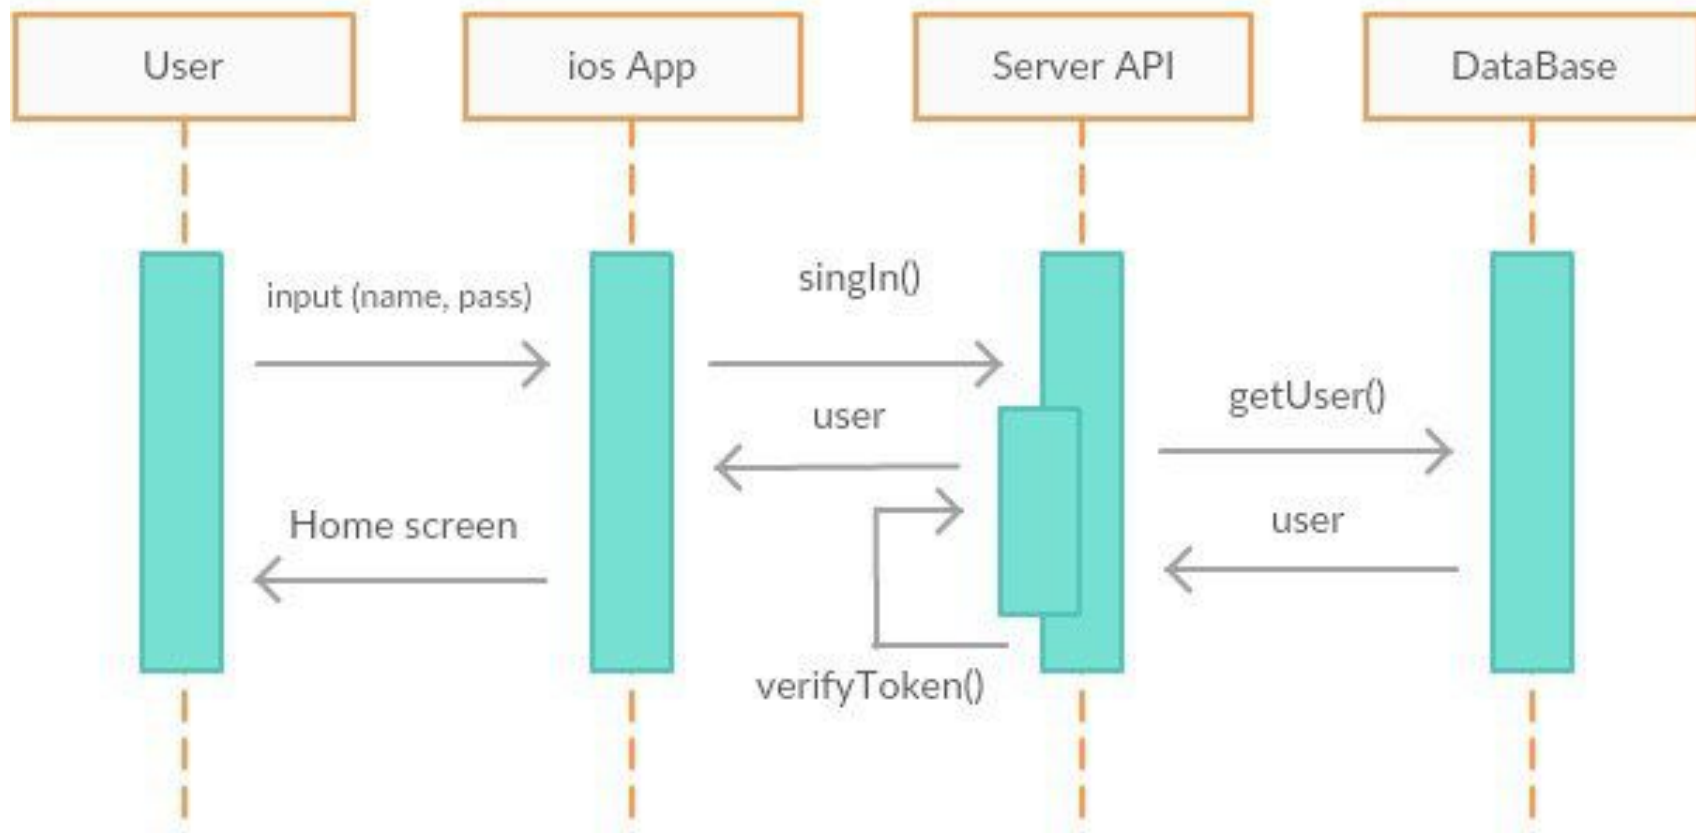 User
ios App
Server API
DataBase
input (name, pass)
singIn()
user
getUser()
Home screen
user
verifyToken()